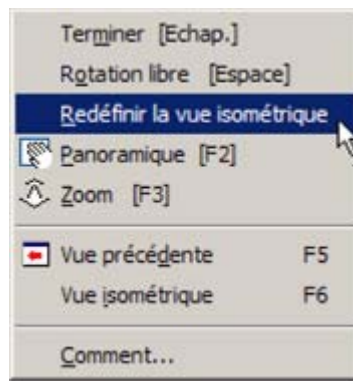 Terminer [Echap.]
Rotation libre [Espace]
Redéfinir la vue isométrique
Panoramique [F2]
Zoom [F3]
Vue précédente F5
Vue isométrique F6
Comment...